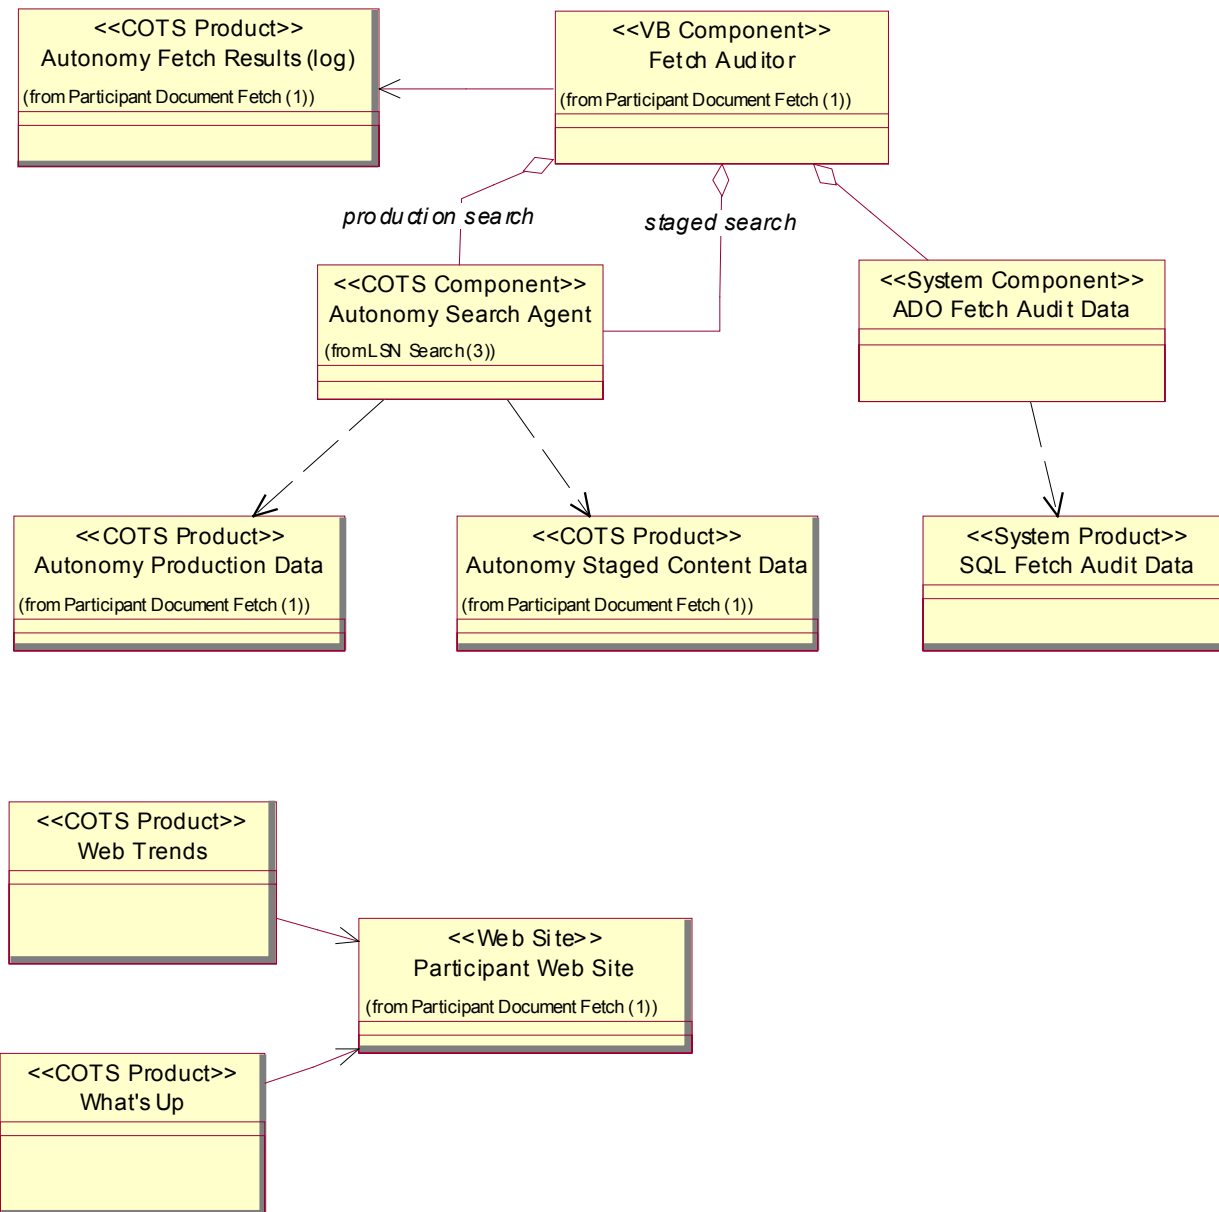 <<COTS Product>>
Autonomy Fetch Results (log)
(from Participant Document Fetch (1))
<<VB Component>>
Fetch Auditor
(from Participant Document Fetch (1))
production search
staged search
<<COTS Component>>
Autonomy Search Agent
(from LSN Search (3))
<<System Component>>
ADO Fetch Audit Data
<<COTS Product>>
Autonomy Production Data
(from Participant Document Fetch (1))
<<COTS Product>>
Autonomy Staged Content Data
(from Participant Document Fetch (1))
<<System Product>>
SQL Fetch Audit Data
<<COTS Product>>
Web Trends
<<Web Site>>
Participant Web Site
(from Participant Document Fetch (1))
<<COTS Product>>
What's Up